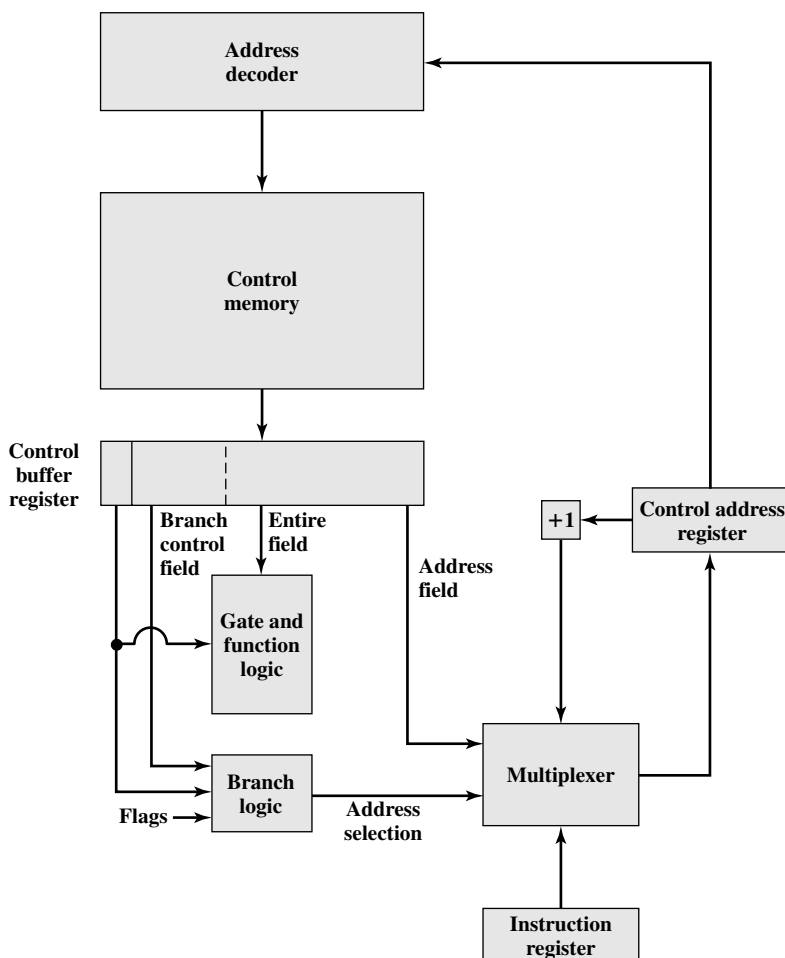 Address
decoder
Control
memory
Control
buffer
register
Branch
control
field
Entire
field
Address
field
+1
Control address
register
Gate and
function
logic
Branch
logic
Flags
Address
selection
Multiplexer
Instruction
register